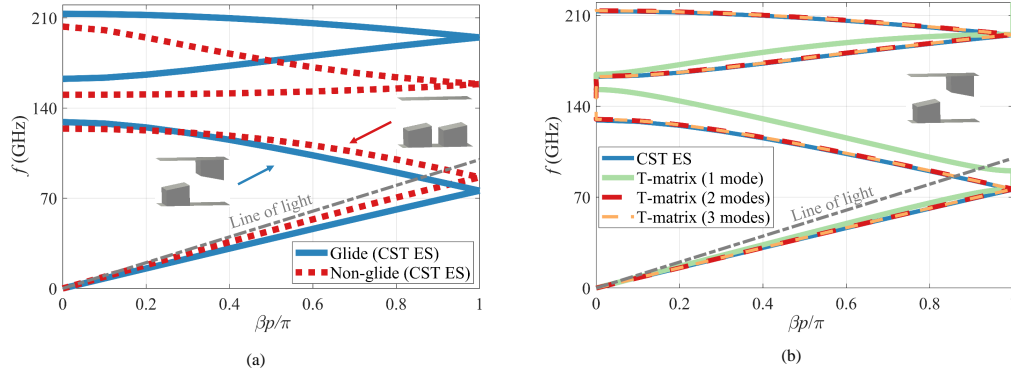 (a)
210
140
70
0
f (GHz)
Line of light
Glide (CST ES)
Non-glide (CST ES)
0
0.2
0.4
0.6
0.8
1
βp/π
(a)
(b)
210
130
70
0
f (GHz)
CST ES
T-matrix (1 mode)
T-matrix (2 modes)
T-matrix (3 modes)
Line of light
0
0.2
0.4
0.6
0.8
βp/π
(b)